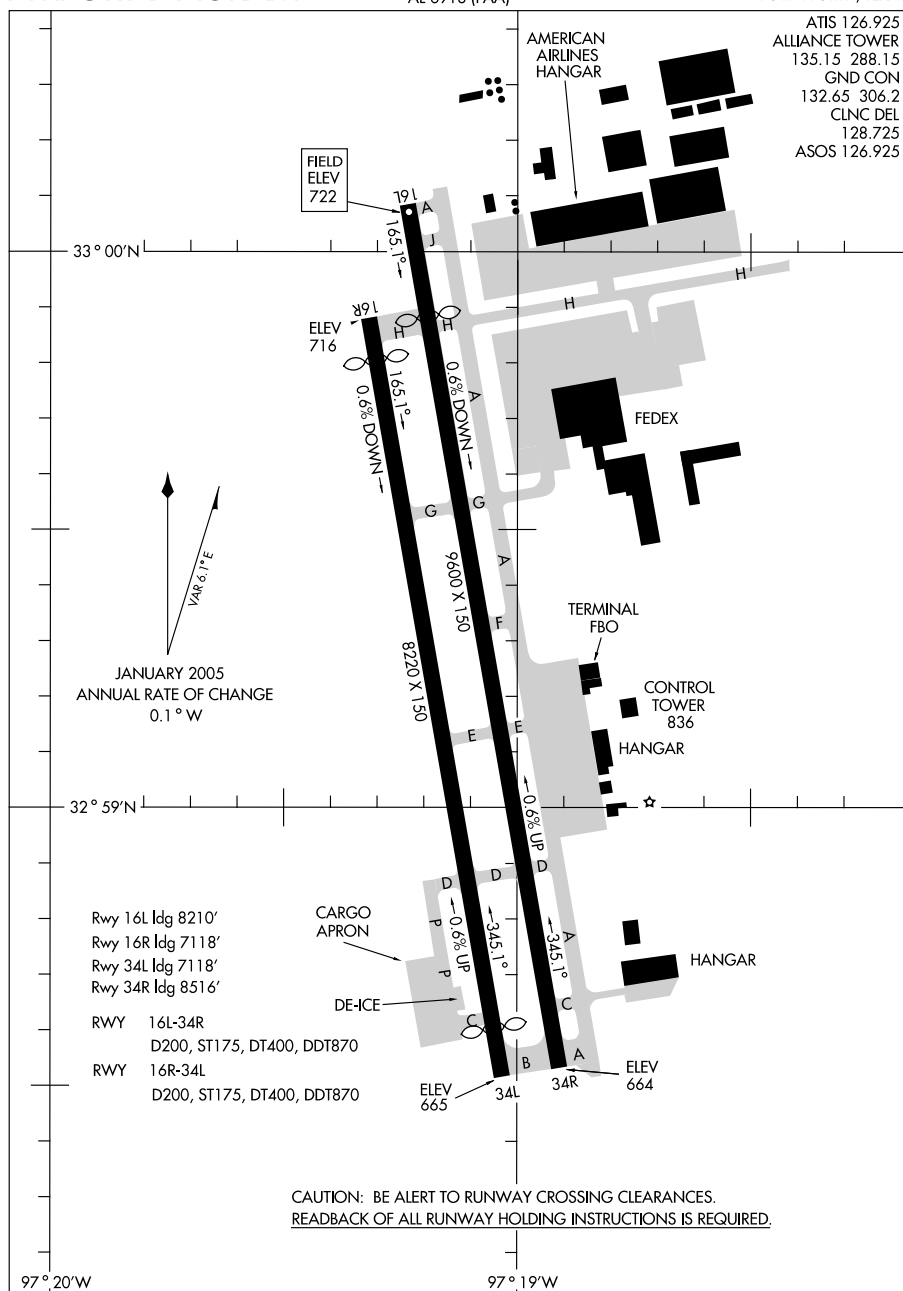 ATIS 126.925
ALLIANCE TOWER
135.15 288.15
GND CON
132.65 306.2
CLNC DEL
128.725
ASOS 126.925
AMERICAN
AIRLINES
HANGAR
FIELD
ELEV
722
16L
A
J
165.1°
33° 00'N
H
H
H
H
16R
ELEV
716
165.1°
0.6% DOWN
0.6% DOWN
A
FEDEX
G
G
VAR 6.1° E
9600 X 150
A
F
TERMINAL
FBO
8220 X 150
JANUARY 2005
ANNUAL RATE OF CHANGE
0.1° W
CONTROL
TOWER
836
E
E
HANGAR
32° 59'N
0.6% UP
D
D
D
Rwy 16L ldg 8210'
Rwy 16R ldg 7118'
Rwy 34L ldg 7118'
Rwy 34R ldg 8516'
CARGO
APRON
P
P
0.6% UP
345.1°
345.1°
A
HANGAR
DE-ICE
C
C
RWY 16L-34R
D200, ST175, DT400, DDT870
RWY 16R-34L
D200, ST175, DT400, DDT870
B
A
ELEV
665
34L
34R
ELEV
664
CAUTION: BE ALERT TO RUNWAY CROSSING CLEARANCES.
READBACK OF ALL RUNWAY HOLDING INSTRUCTIONS IS REQUIRED.
97° 20'W
97° 19'W